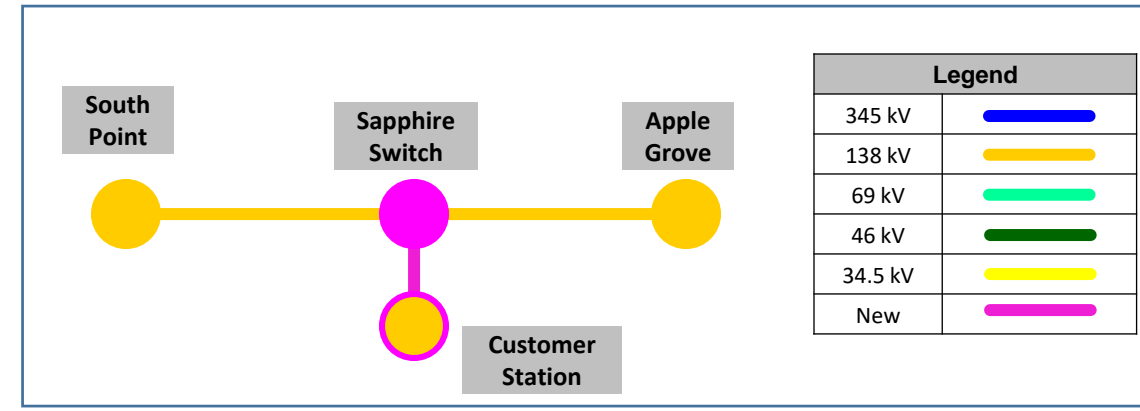 South
Point
Sapphire
Switch
Apple
Grove
Customer
Station
Legend
345 kV
138 kV
69 kV
46 kV
34.5 kV
New